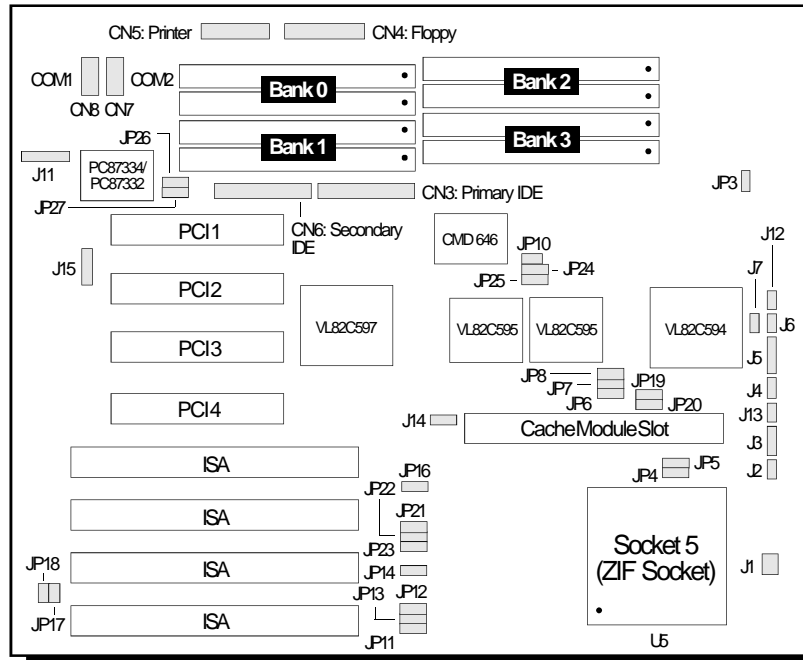 CN5: Printer
CN4: Floppy
COM1
COM2
CN8
CN7
Bank 0
Bank 2
Bank 1
Bank 3
JP26
J11
PC87334/
PC87332
JP27
CN3: Primary IDE
CN6: Secondary
IDE
JP3
PCI1
CMD 646
JP10
JP24
JP25
J12
J7
J6
J15
PCI2
VL82C597
VL82C595
VL82C595
VL82C594
PCI3
J5
JP8
JP7
JP6
JP19
JP20
J4
PCI4
J14
Cache Module Slot
J13
J3
ISA
JP16
JP5
JP4
J2
JP22
ISA
JP21
JP23
Socket 5
(ZIF Socket)
JP18
ISA
JP14
J1
JP13
JP12
JP17
ISA
JP11
U5